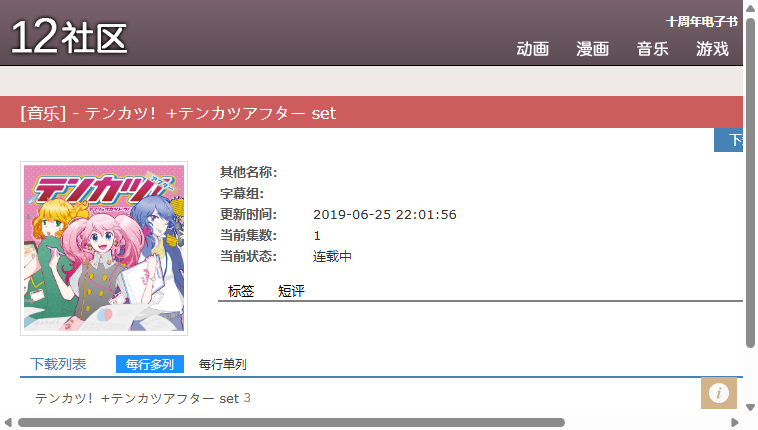 十周年电子书
12社区
动画 漫画 音乐 游戏
[音乐] - テンカツ！+テンカツアフター set
テンカツ！
アフター
其他名称：
字幕组：
更新时间： 2019-06-25 22:01:56
当前集数： 1
当前状态： 连载中
标签 短评
下载列表 每行多列 每行单列
テンカツ！+テンカツアフター set 3